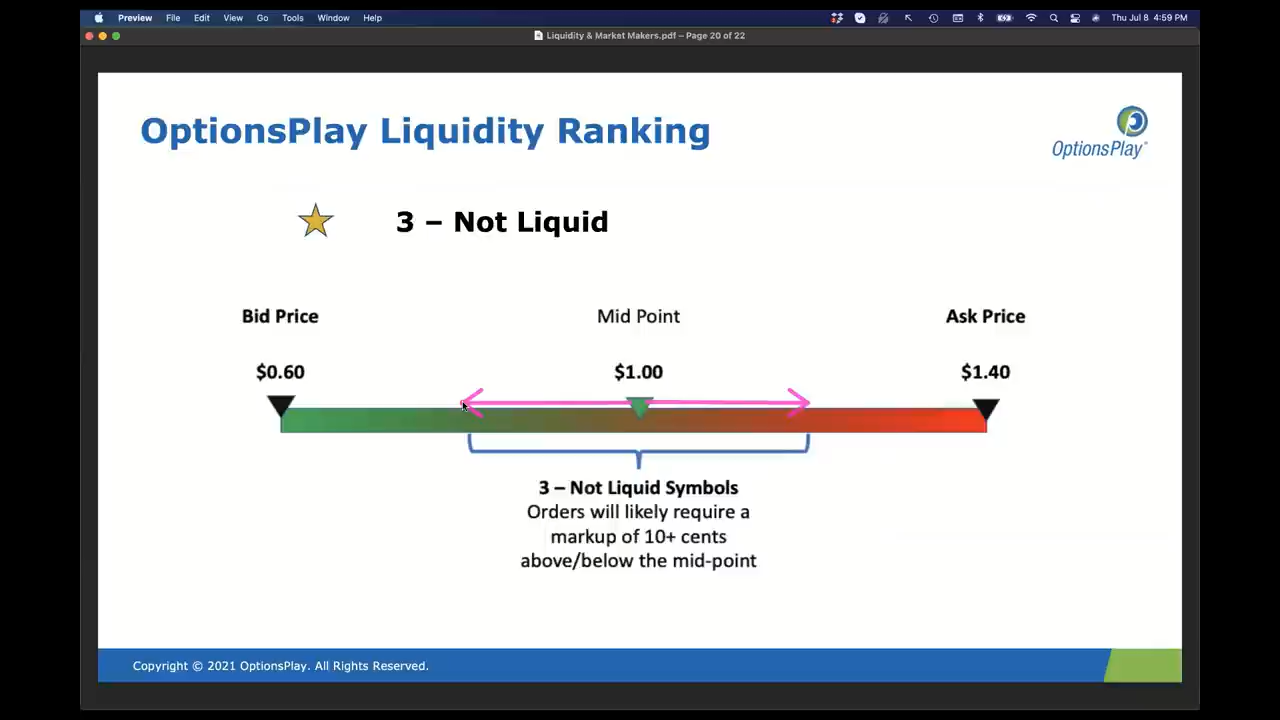 Preview File Edit View Go Tools Window Help
Thu Jul 8 4:59 PM
Liquidity & Market Makers.pdf – Page 20 of 22
OptionsPlay Liquidity Ranking
OptionsPlay
3 – Not Liquid
Bid Price Mid Point Ask Price
$0.60 $1.00 $1.40
3 – Not Liquid Symbols
Orders will likely require a
markup of 10+ cents
above/below the mid-point
Copyright © 2021 OptionsPlay. All Rights Reserved.